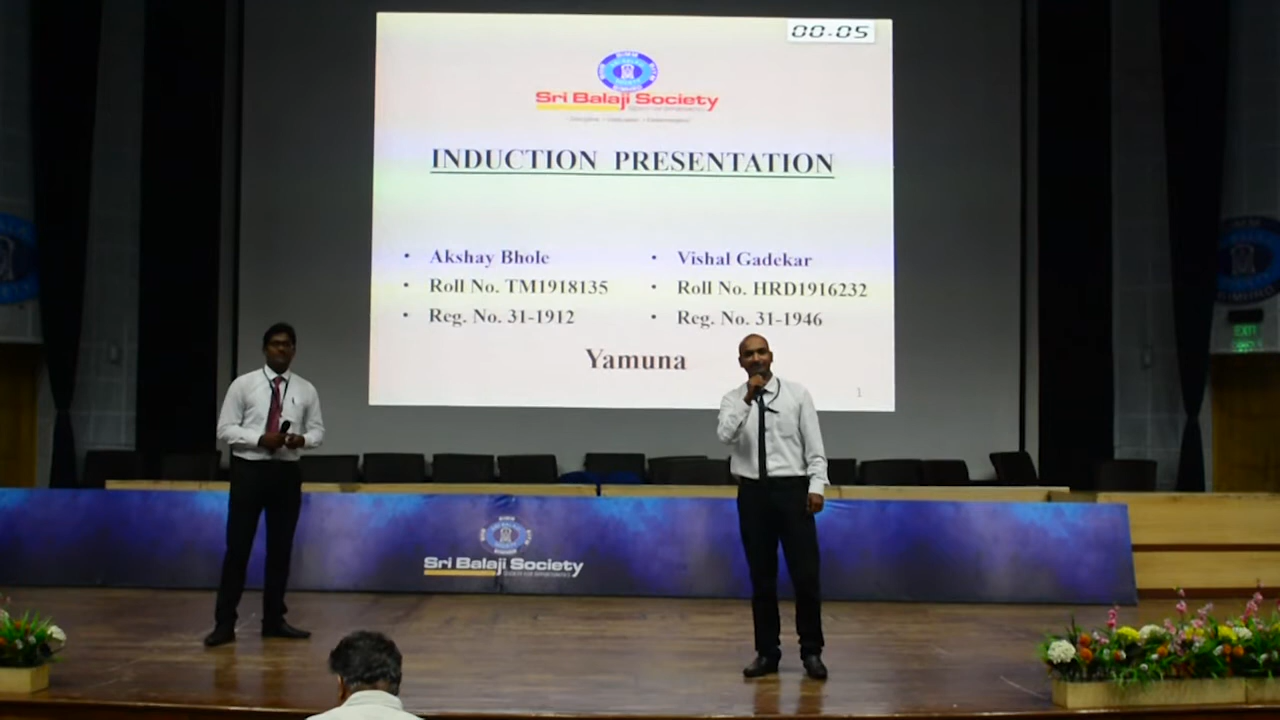 00:05
Sri Balaji Society
INDUCTION PRESENTATION
• Akshay Bhole
• Roll No. TM1918135
• Reg. No. 31-1912
• Vishal Gadekar
• Roll No. HRD1916232
• Reg. No. 31-1946
Yamuna
1
EXIT
Sri Balaji Society